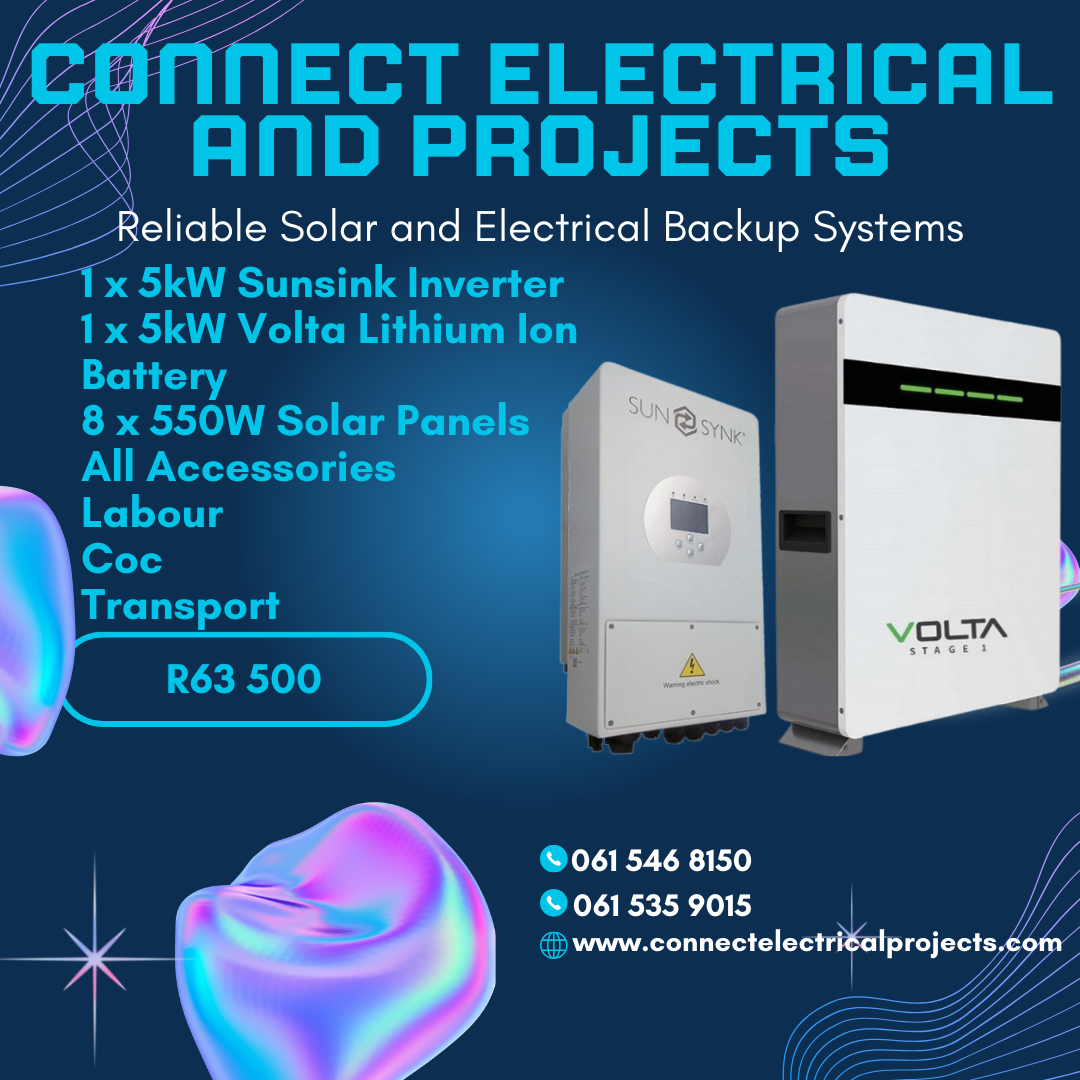 CONNECT ELECTRICAL
AND PROJECTS
Reliable Solar and Electrical Backup Systems
1 x 5kW Sunsink Inverter
1 x 5kW Volta Lithium Ion
Battery
8 x 550W Solar Panels
All Accessories
Labour
Coc
Transport
R63 500
SUN SYNK
Warning electric shock
VOLTA
STAGE 1
061 546 8150
061 535 9015
www.connectelectricalprojects.com